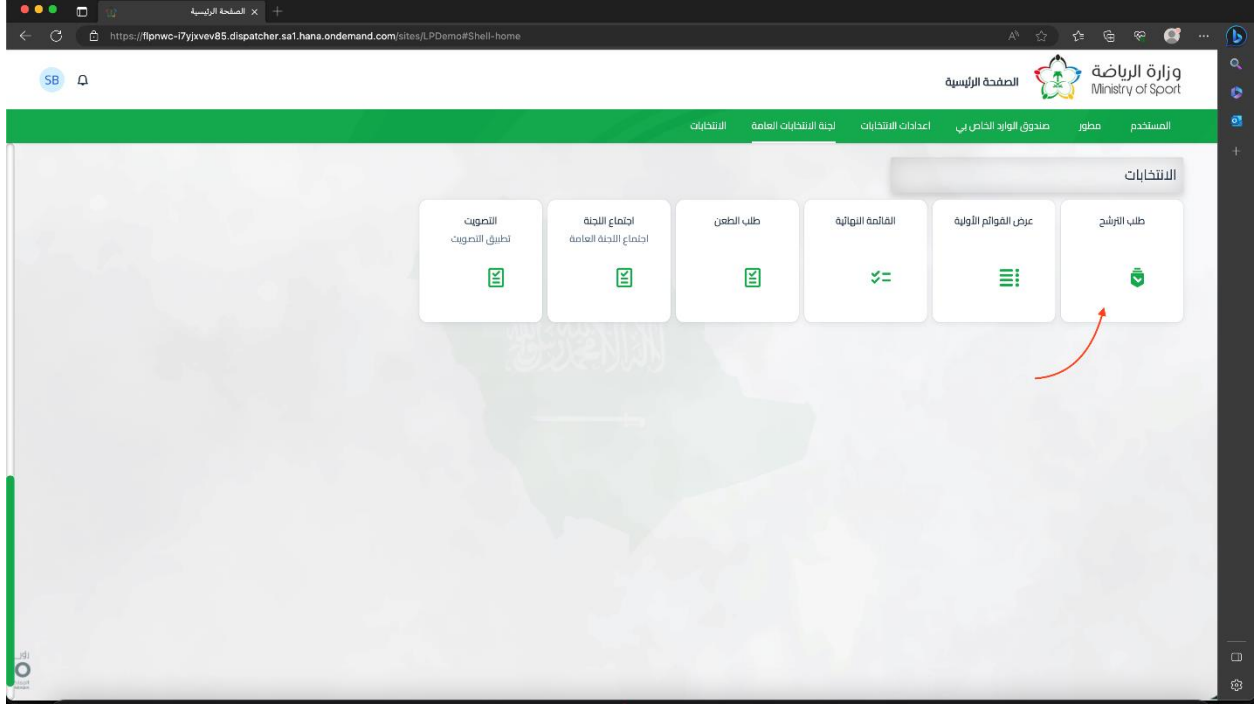 الصفحة الرئيسية
https://flpnwc-i7yjxvev85.dispatcher.sa1.hana.ondemand.com/sites/LPDemo#Shell-home
وزارة الرياضة
Ministry of Sport
الصفحة الرئيسية
SB
المستخدم مطور صندوق الوارد الخاص بي اعدادات الانتخابات لجنة الانتخابات العامة الانتخابات
الانتخابات
طلب الترشح
عرض القوائم الأولية
القائمة النهائية
طلب الطعن
اجتماع اللجنة
اجتماع اللجنة العامة
التصويت
تطبيق التصويت